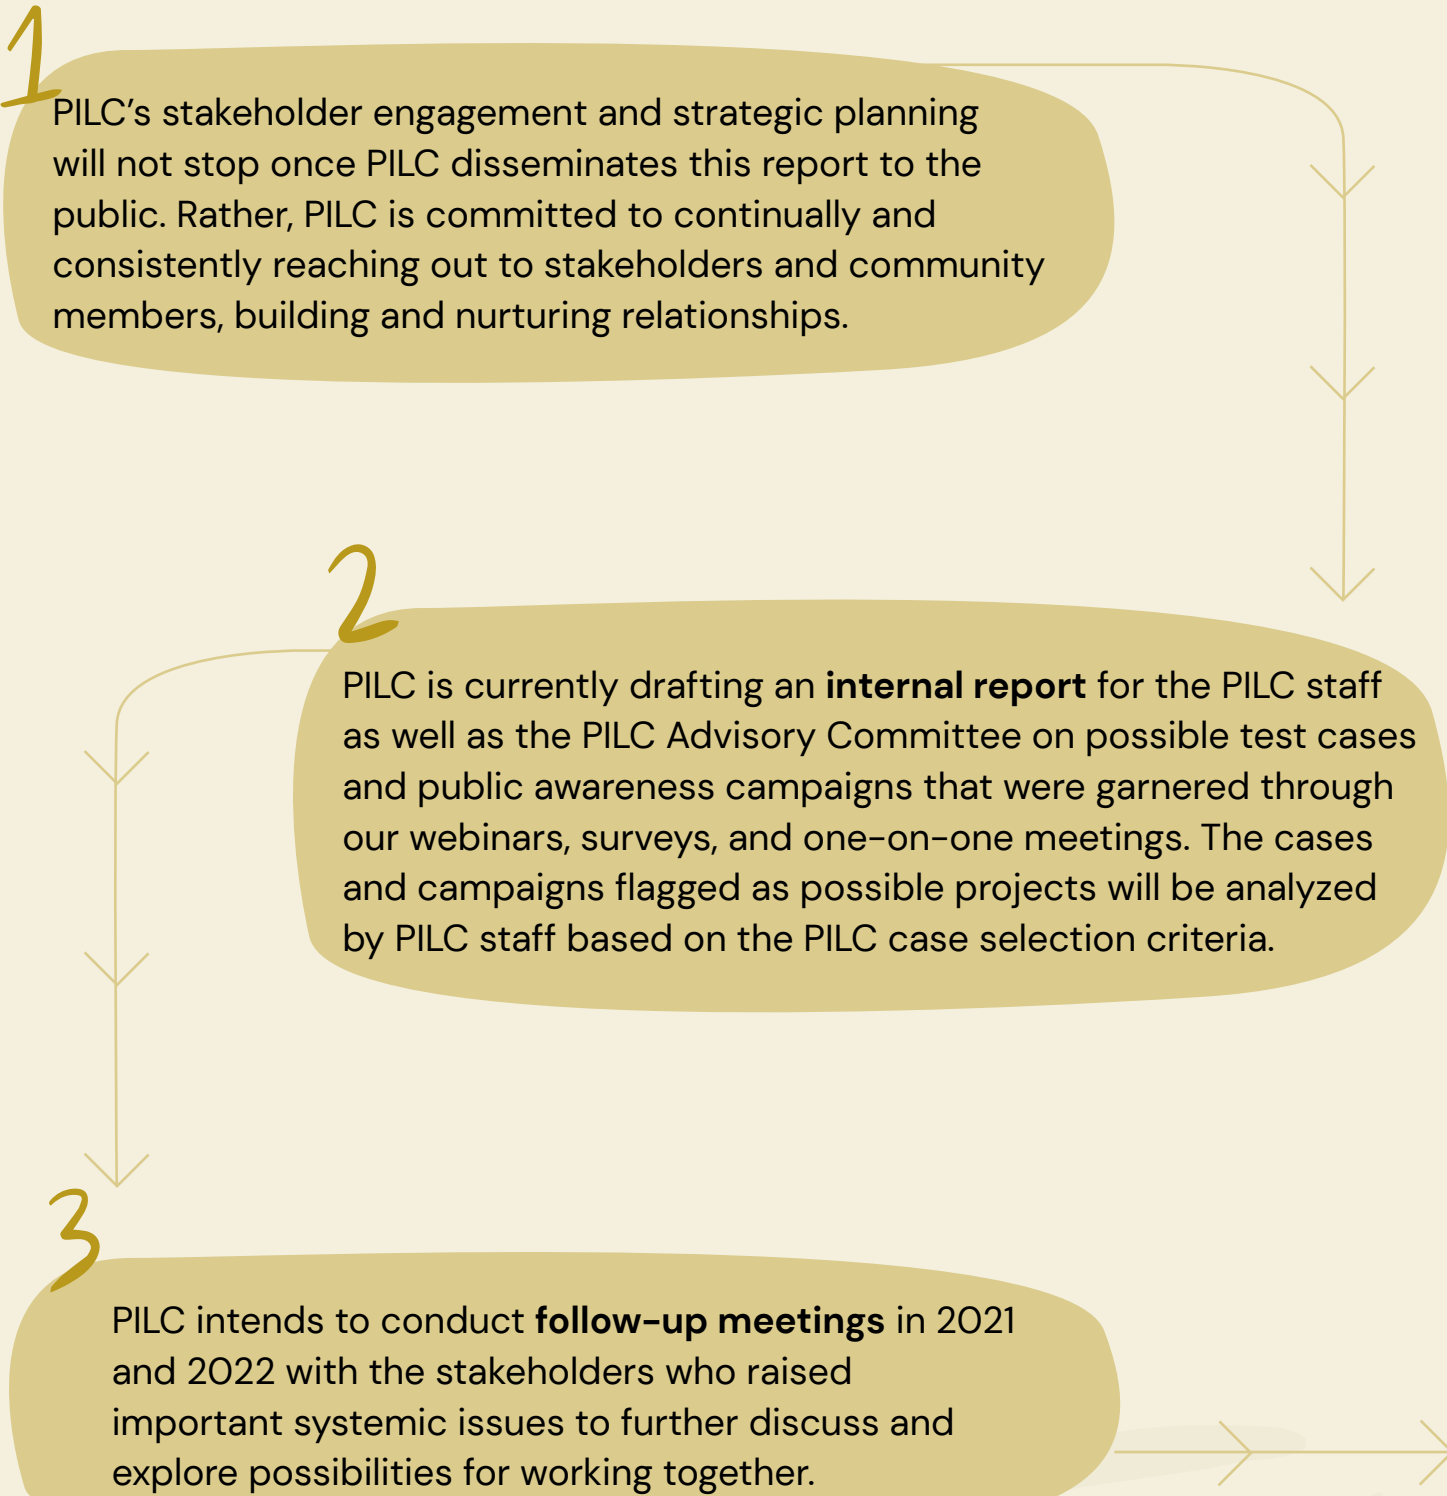 1
PILC’s stakeholder engagement and strategic planning
will not stop once PILC disseminates this report to the
public. Rather, PILC is committed to continually and
consistently reaching out to stakeholders and community
members, building and nurturing relationships.
2
PILC is currently drafting an internal report for the PILC staff
as well as the PILC Advisory Committee on possible test cases
and public awareness campaigns that were garnered through
our webinars, surveys, and one-on-one meetings. The cases
and campaigns flagged as possible projects will be analyzed
by PILC staff based on the PILC case selection criteria.
3
PILC intends to conduct follow-up meetings in 2021
and 2022 with the stakeholders who raised
important systemic issues to further discuss and
explore possibilities for working together.